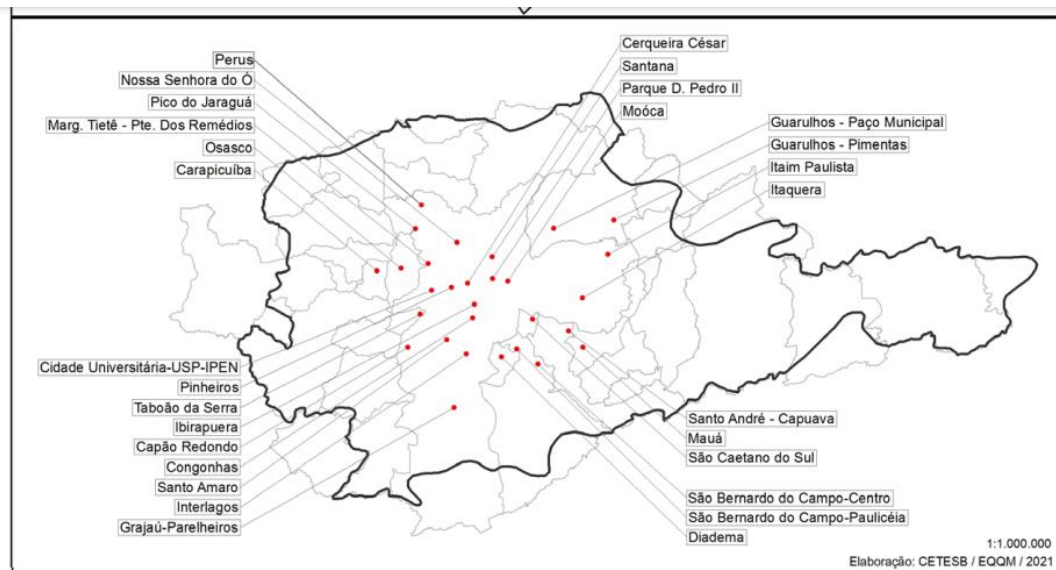 Perus
Nossa Senhora do Ó
Pico do Jaraguá
Marg. Tietê - Pte. Dos Remédios
Osasco
Carapicuíba
Cerqueira César
Santana
Parque D. Pedro II
Moóca
Guarulhos - Paço Municipal
Guarulhos - Pimentas
Itaim Paulista
Itaquera
Cidade Universitária-USP-IPEN
Pinheiros
Taboão da Serra
Ibirapuera
Capão Redondo
Congonhas
Santo Amaro
Interlagos
Grajaú-Parelheiros
Santo André - Capuava
Mauá
São Caetano do Sul
São Bernardo do Campo-Centro
São Bernardo do Campo-Paulicéia
Diadema
1:1.000.000
Elaboração: CETESB / EQQM / 2021